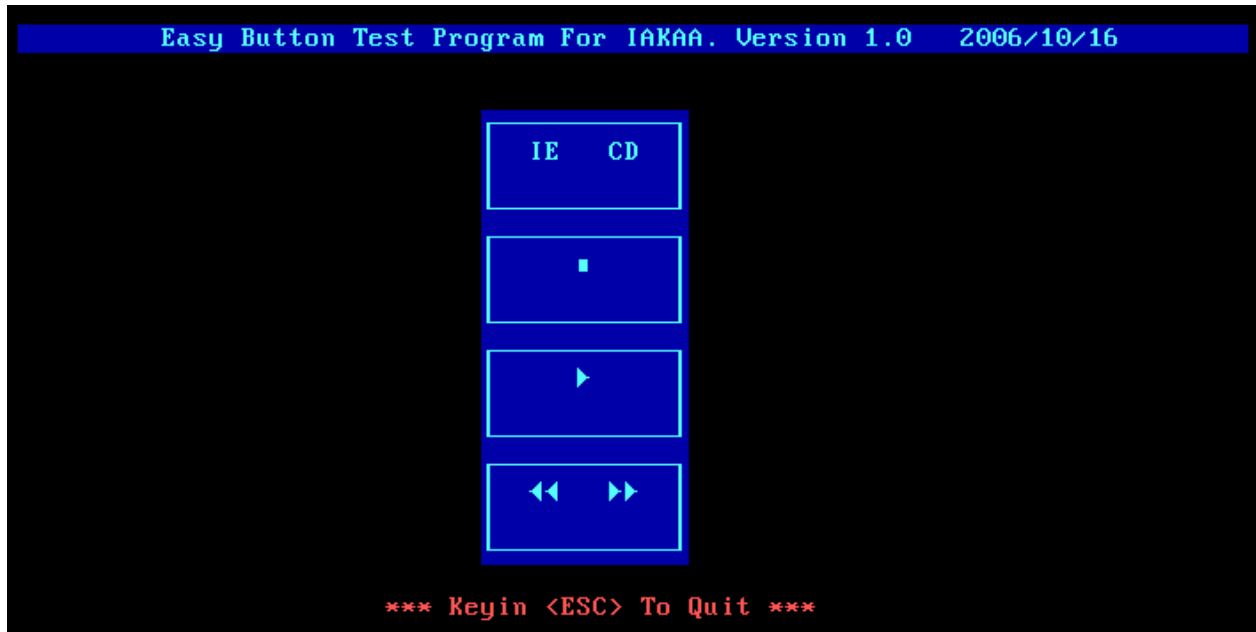 Easy Button Test Program For IAKAA. Version 1.0 2006/10/16
IE CD
*** Keyin <ESC> To Quit ***